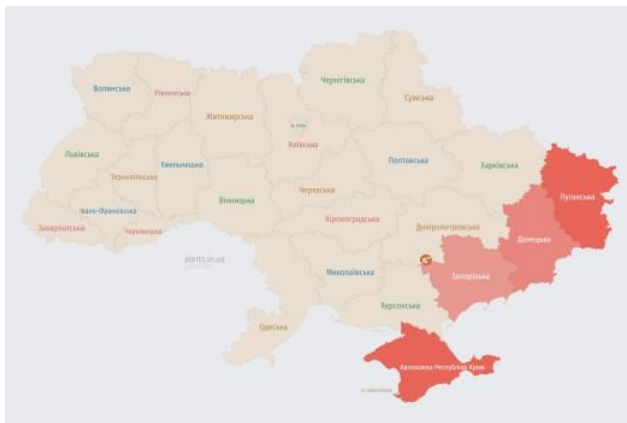 Чернігівська
Волинська
Рівненська
Сумська
Житомирська
Київська
Львівська
Полтавська
Харківська
Хмельницька
Тернопільська
Черкаська
Луганська
Вінницька
Івано-Франківська
Кіровоградська
Закарпатська
Чернівецька
Дніпропетровська
Донецька
alerts.in.ua
Миколаївська
Запорізька
Херсонська
Одеська
Автономна Республіка Крим